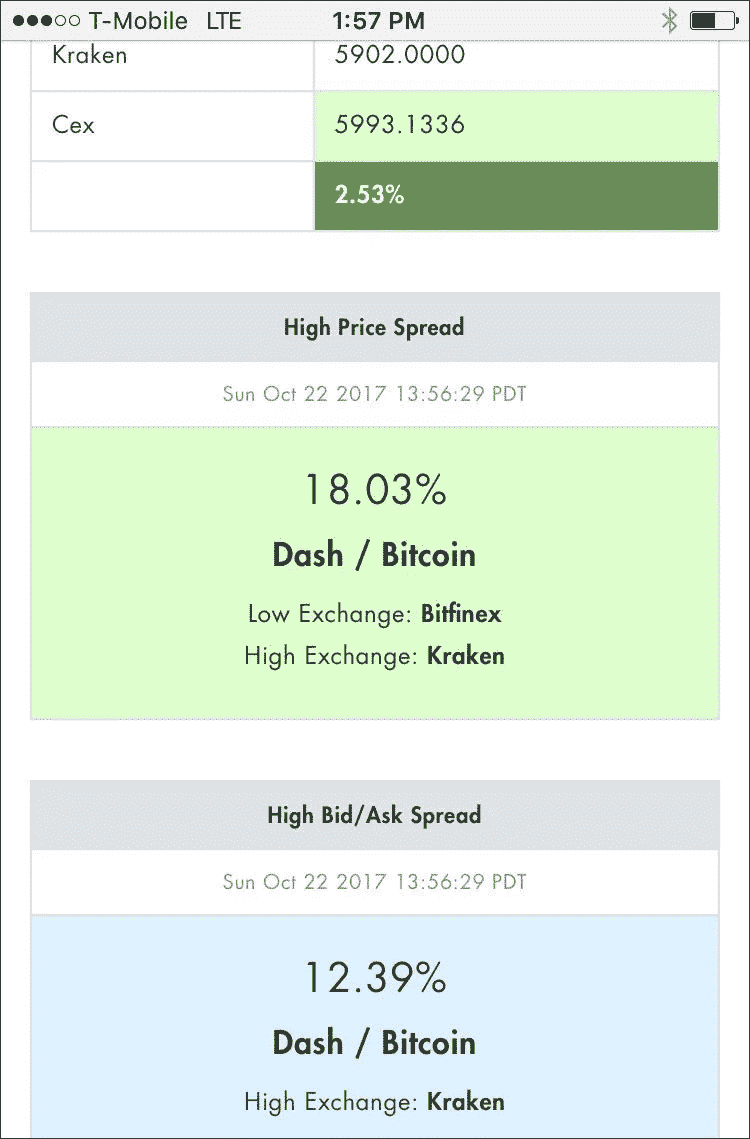 T-Mobile LTE 1:57 PM
Kraken 5902.0000
Cex 5993.1336
2.53%
High Price Spread
Sun Oct 22 2017 13:56:29 PDT
18.03%
Dash / Bitcoin
Low Exchange: Bitfinex
High Exchange: Kraken
High Bid/Ask Spread
Sun Oct 22 2017 13:56:29 PDT
12.39%
Dash / Bitcoin
High Exchange: Kraken